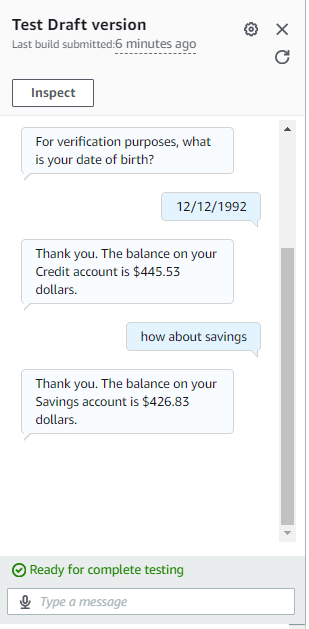 Test Draft version
Last build submitted:6 minutes ago
Inspect
For verification purposes, what
is your date of birth?
12/12/1992
Thank you. The balance on your
Credit account is $445.53
dollars.
how about savings
Thank you. The balance on your
Savings account is $426.83
dollars.
Ready for complete testing
Type a message